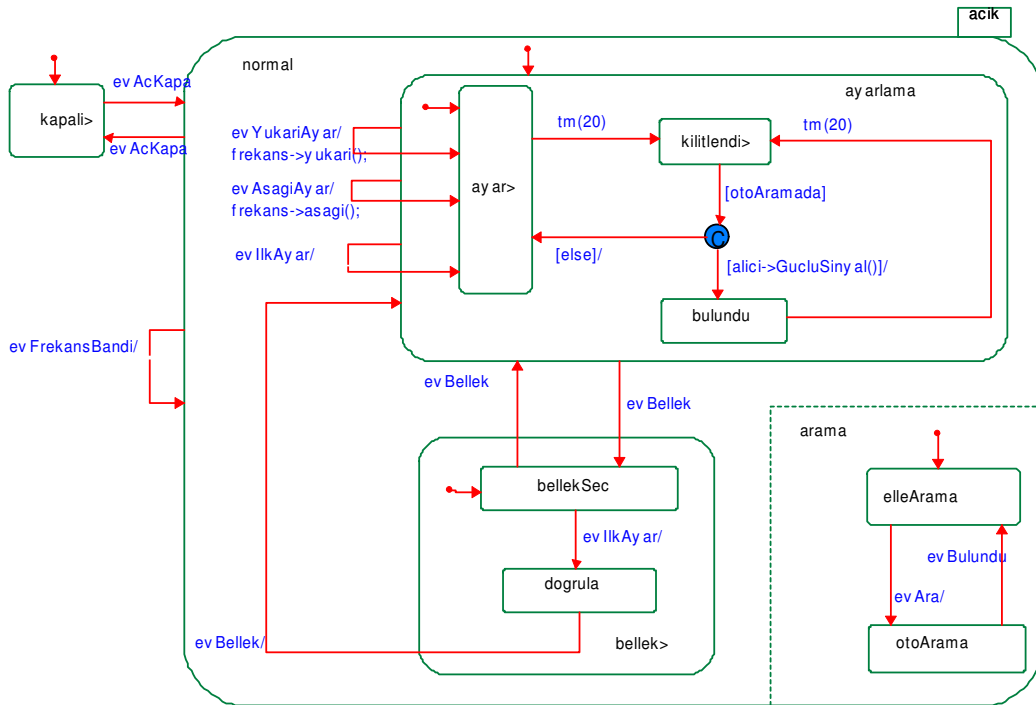 acik
normal
ev AcKapa
kapali>
ev AcKapa
ayarlama
ev YukariAyar/
frekans->yukari();
tm(20)
kilitlendi>
tm(20)
ayar>
ev AsagiAyar/
frekans->asagi();
[otoAramada]
C
ev IlkAyar/
[else]/
[alici->GucluSinyal()]/
bulundu
ev FrekansBandi/
ev Bellek
ev Bellek
arama
bellekSec
elleArama
ev IlkAyar/
ev Bulundu
dogrula
ev Ara/
ev Bellek/
bellek>
otoArama